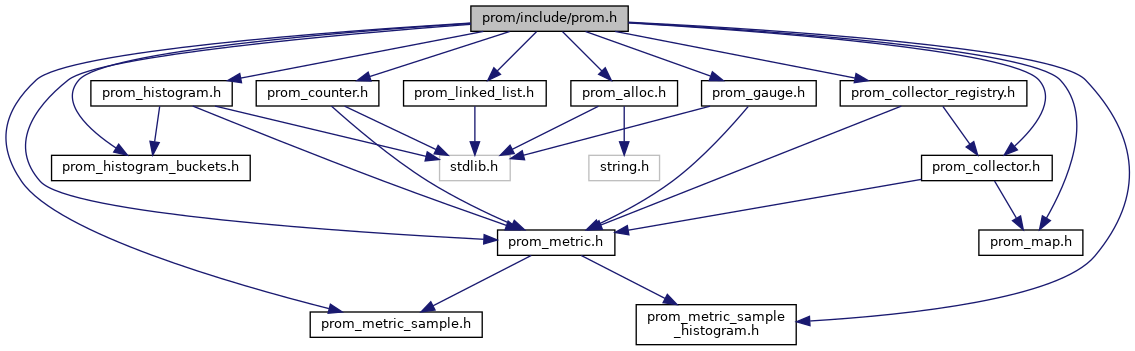 prom/include/prom.h
prom_histogram.h
prom_counter.h
prom_linked_list.h
prom_alloc.h
prom_gauge.h
prom_collector_registry.h
prom_histogram_buckets.h
stdlib.h
string.h
prom_collector.h
prom_metric.h
prom_map.h
prom_metric_sample.h
prom_metric_sample
_histogram.h